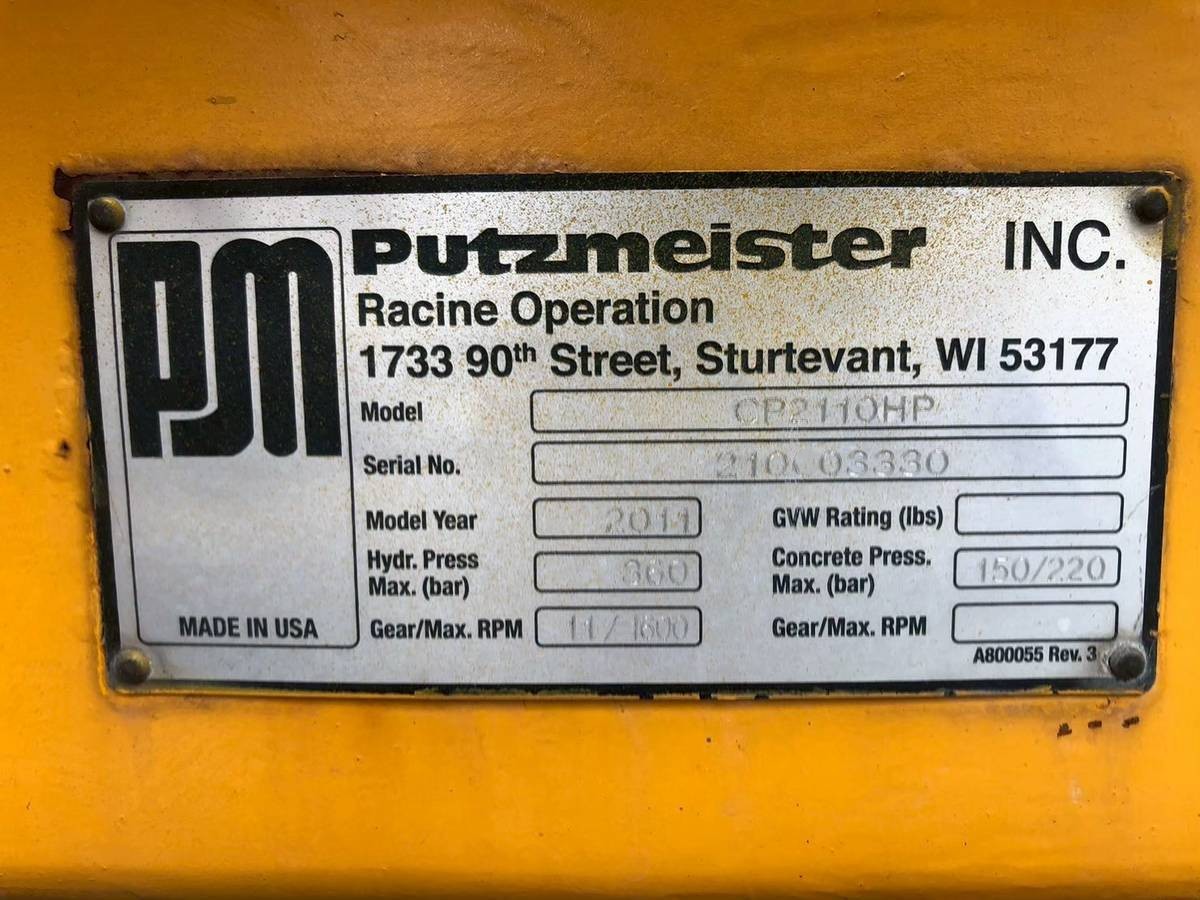 PM
Putzmeister INC.
Racine Operation
1733 90th Street, Sturtevant, WI 53177
Model CP2110HP
Serial No.
Model Year 2011
GVW Rating (lbs)
Hydr. Press
Max. (bar) 360
Concrete Press.
Max. (bar) 150/220
Gear/Max. RPM 11/1600
Gear/Max. RPM
MADE IN USA
A800055 Rev. 3